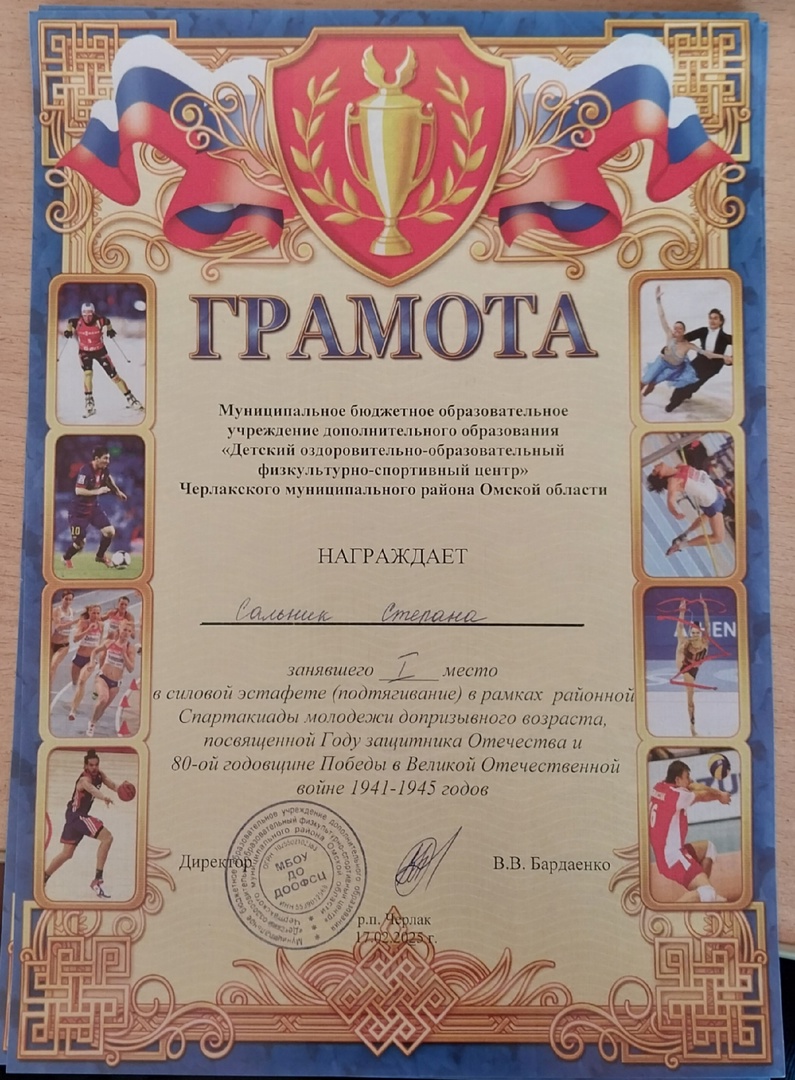 ГРАМОТА
Муниципальное бюджетное образовательное
учреждение дополнительного образования
«Детский оздоровительно-образовательный
физкультурно-спортивный центр»
Черлакского муниципального района Омской области
НАГРАЖДАЕТ
Сальник Степана
занявшего I место
в силовой эстафете (подтягивание) в рамках районной
Спартакиады молодежи допризывного возраста,
посвященной Году защитника Отечества и
80-ой годовщине Победы в Великой Отечественной
войне 1941-1945 годов
Директор В.В. Бардаенко
МБОУ
ДО
ДООФСЦ
р.п. Черлак
17.02.2025 г.